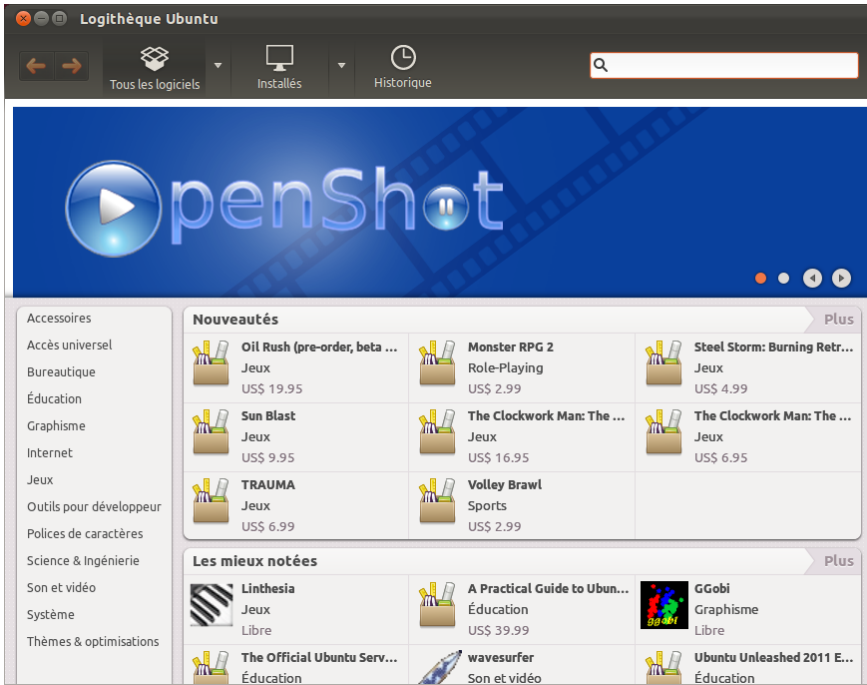 Logithèque Ubuntu
Tous les logiciels
Installés
Historique
OpenShot
Accessoires
Accès universel
Bureautique
Éducation
Graphisme
Internet
Jeux
Outils pour développeur
Polices de caractères
Science & Ingénierie
Son et vidéo
Système
Thèmes & optimisations
Nouveautés
Plus
Oil Rush (pre-order, beta ...
Jeux
US$ 19.95
Monster RPG 2
Role-Playing
US$ 2.99
Steel Storm: Burning Retr...
Jeux
US$ 4.99
Sun Blast
Jeux
US$ 9.95
The Clockwork Man: The ...
Jeux
US$ 16.95
The Clockwork Man: The ...
Jeux
US$ 6.95
TRAUMA
Jeux
US$ 6.99
Volley Brawl
Sports
US$ 2.99
Les mieux notées
Plus
Linthesia
Jeux
Libre
A Practical Guide to Ubun...
Éducation
US$ 39.99
ggobi
GGobi
Graphisme
Libre
The Official Ubuntu Serv...
Éducation
wavesurfer
Son et vidéo
Ubuntu Unleashed 2011 E...
Éducation